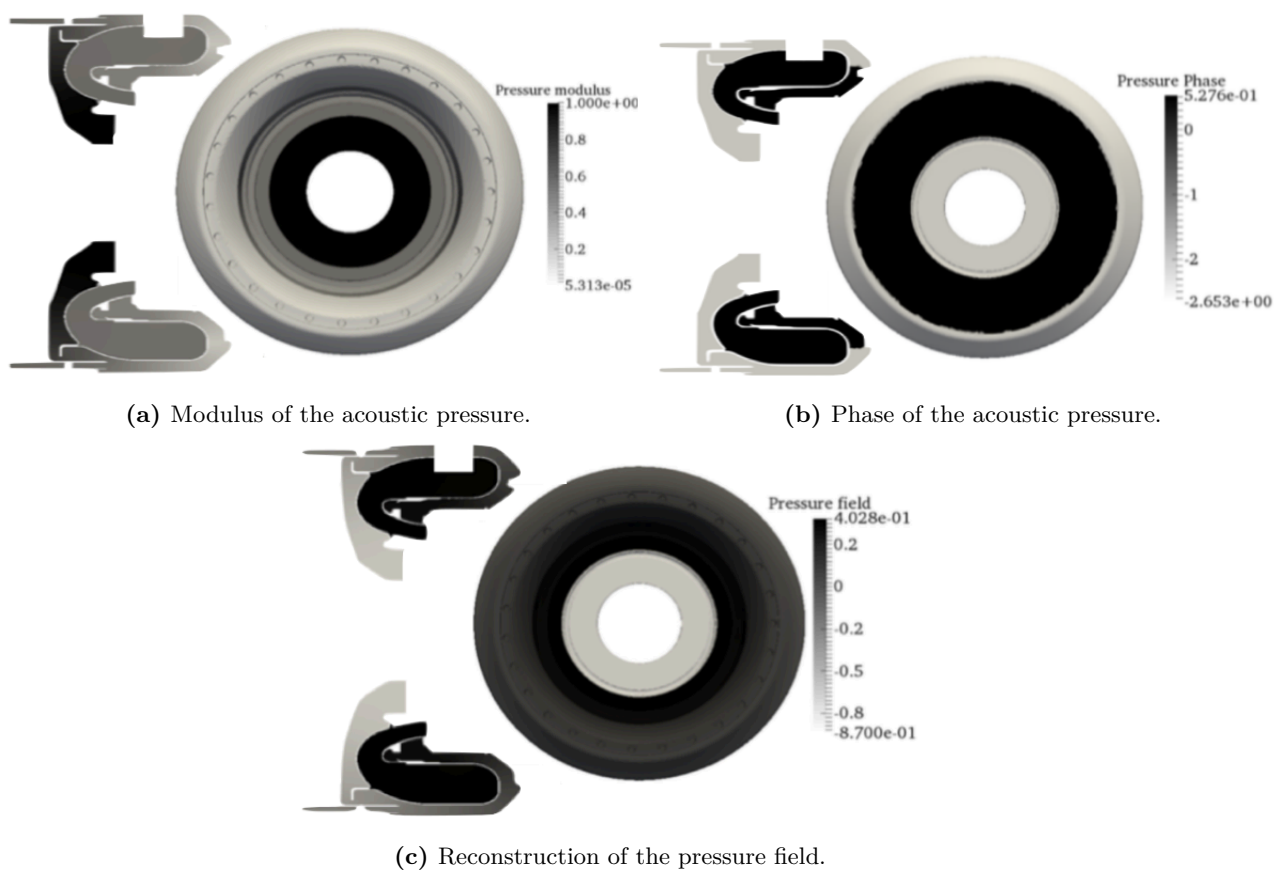 Pressure modulus
1.000e+00
0.8
0.6
0.4
0.2
5.313e-05
Pressure Phase
5.276e-01
0
-1
-2
-2.653e+00
(a) Modulus of the acoustic pressure.
(b) Phase of the acoustic pressure.
Pressure field
4.028e-01
0.2
0
-0.2
-0.5
-0.8
-8.700e-01
(c) Reconstruction of the pressure field.